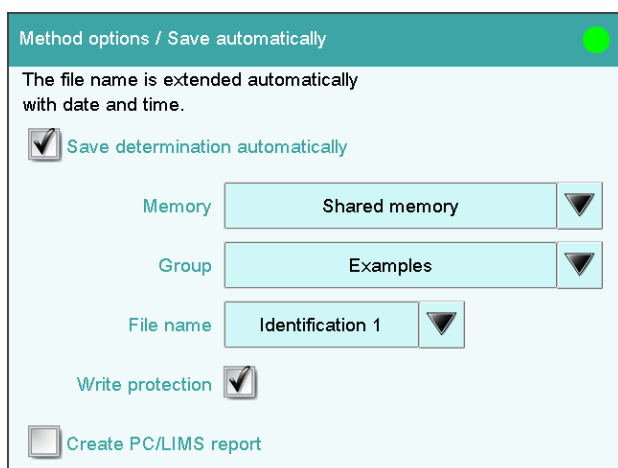 Method options / Save automatically
The file name is extended automatically
with date and time.
Save determination automatically
Memory Shared memory
Group Examples
File name Identification 1
Write protection
Create PC/LIMS report